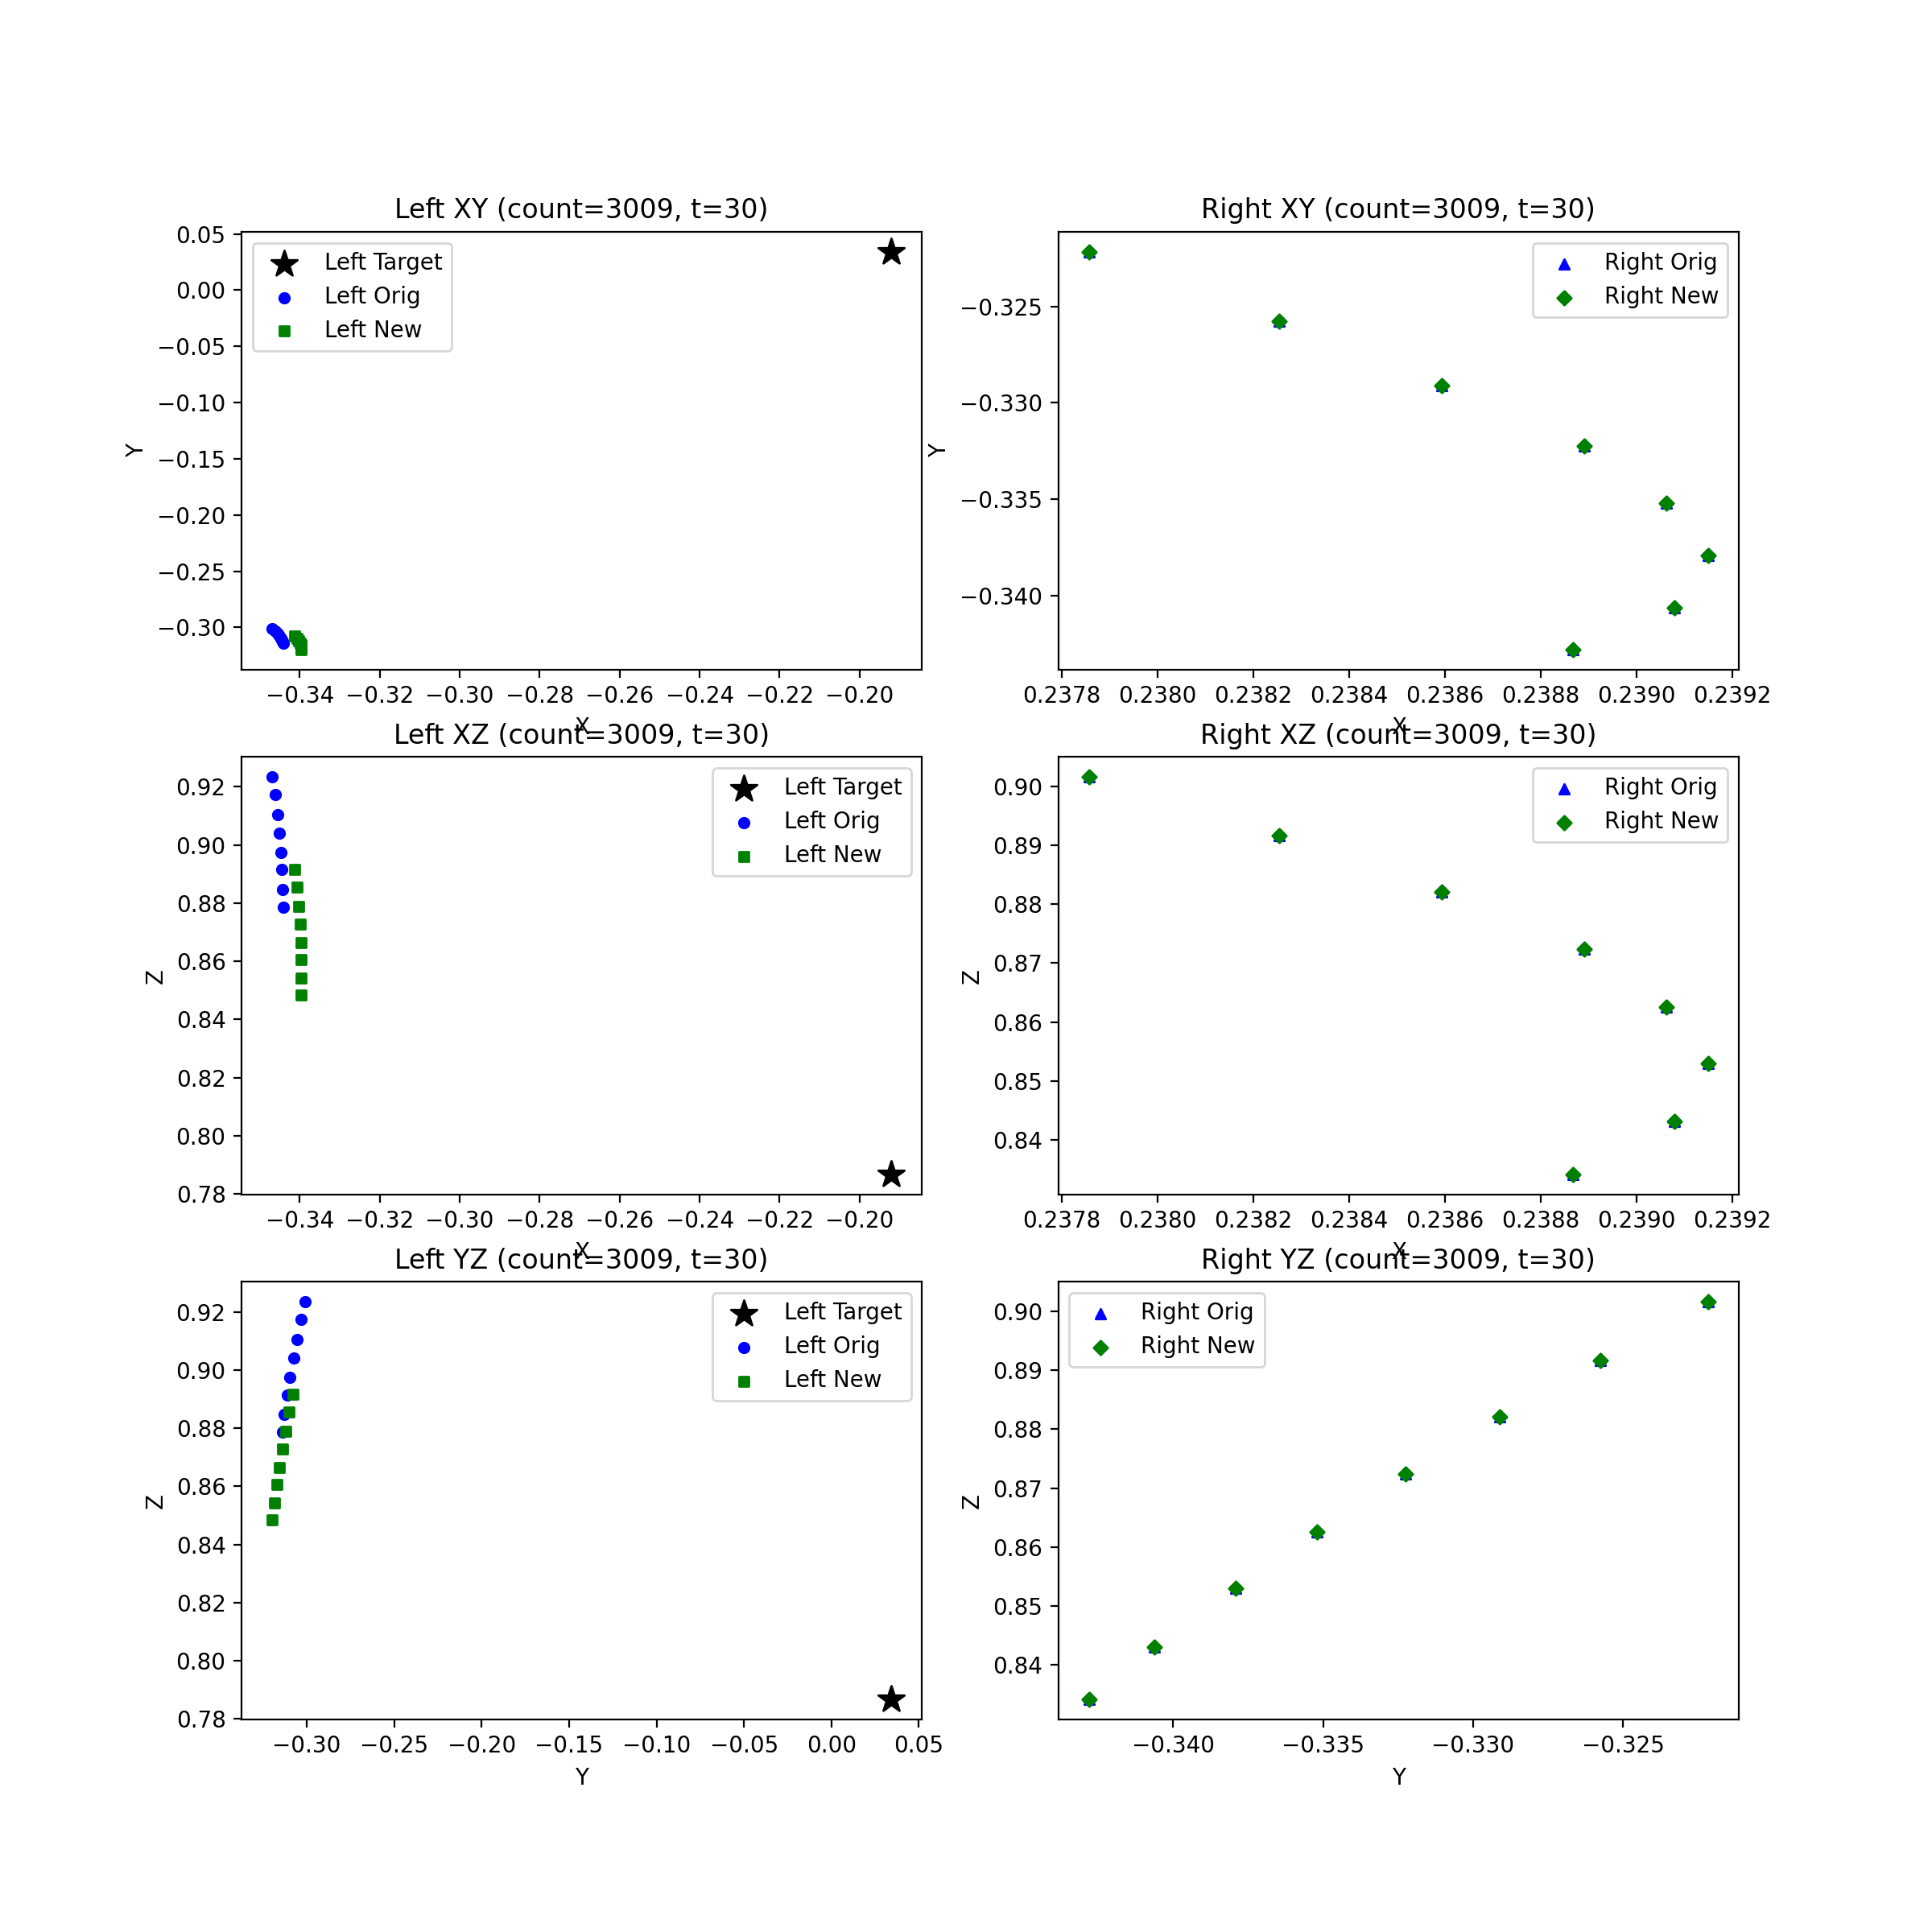 Left XY (count=3009, t=30)
Right XY (count=3009, t=30)
0.05
0.00
−0.05
−0.10
−0.15
−0.20
−0.25
−0.30
Y
Left Target
Left Orig
Left New
−0.34
−0.32
−0.30
−0.28
−0.26
−0.24
−0.22
−0.20
X
−0.325
−0.330
−0.335
−0.340
Y
Right Orig
Right New
0.2378
0.2380
0.2382
0.2384
0.2386
0.2388
0.2390
0.2392
X
Left XZ (count=3009, t=30)
Right XZ (count=3009, t=30)
0.92
0.90
0.88
0.86
0.84
0.82
0.80
0.78
Z
Left Target
Left Orig
Left New
−0.34
−0.32
−0.30
−0.28
−0.26
−0.24
−0.22
−0.20
X
0.90
0.89
0.88
0.87
0.86
0.85
0.84
Z
Right Orig
Right New
0.2378
0.2380
0.2382
0.2384
0.2386
0.2388
0.2390
0.2392
X
Left YZ (count=3009, t=30)
Right YZ (count=3009, t=30)
0.92
0.90
0.88
0.86
0.84
0.82
0.80
0.78
Z
Left Target
Left Orig
Left New
−0.30
−0.25
−0.20
−0.15
−0.10
−0.05
0.00
0.05
Y
0.90
0.89
0.88
0.87
0.86
0.85
0.84
Z
Right Orig
Right New
−0.340
−0.335
−0.330
−0.325
Y